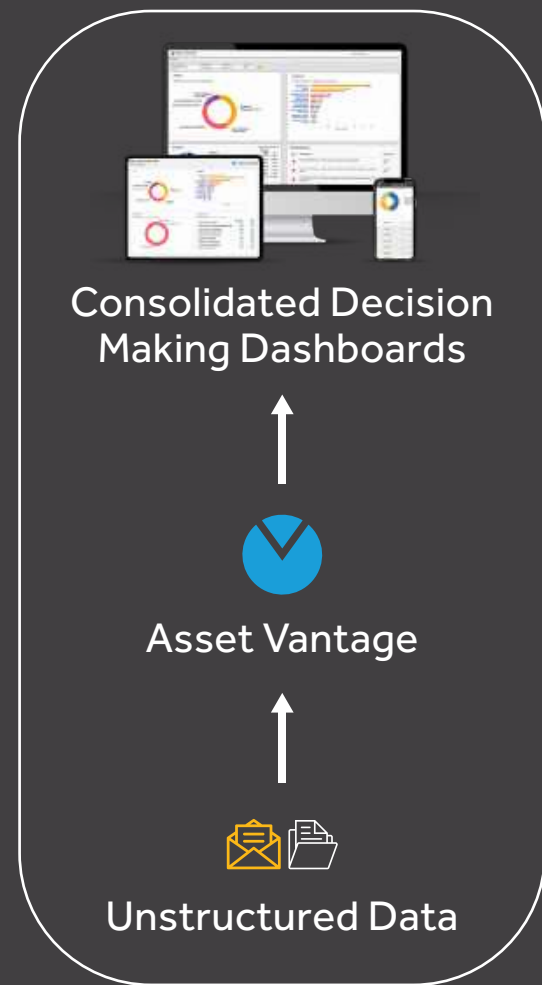 Consolidated Decision
Making Dashboards
Asset Vantage
Unstructured Data